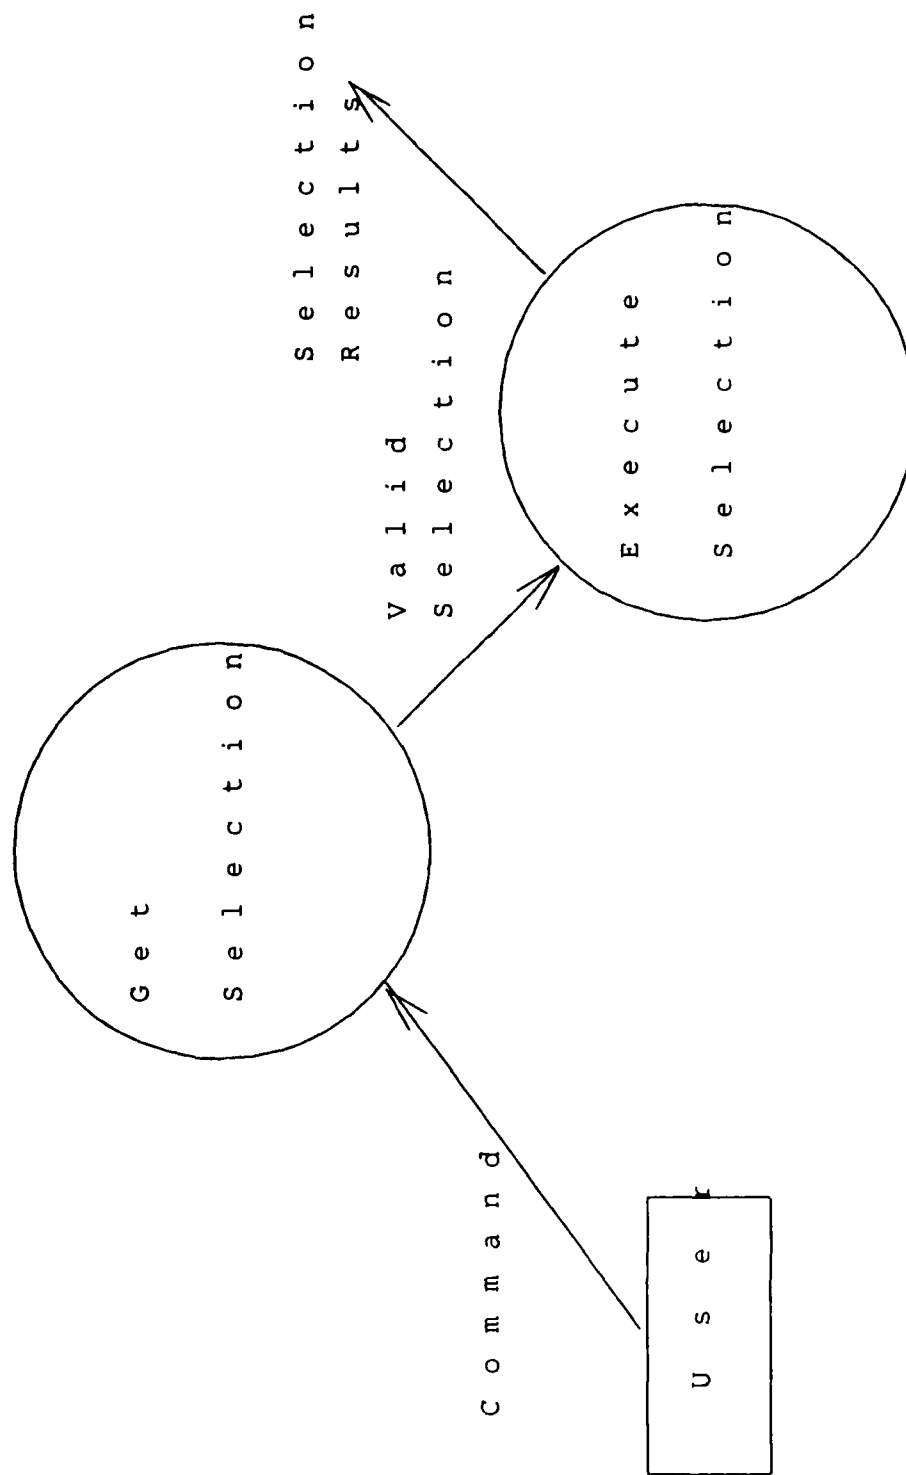 Get
Selection
Selection
Results
Valid
Selection
Command
Execute
Selection
User